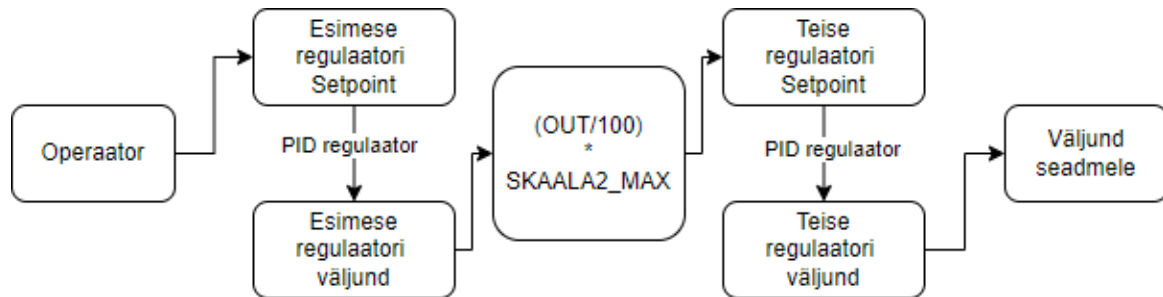 Operaator
Esimese
regulaatori
Setpoint
PID regulaator
Esimese
regulaatori
väljund
(OUT/100)
*
SKAALA2_MAX
Teise
regulaatori
Setpoint
PID regulaator
Teise
regulaatori
väljund
Väljund
seadmele